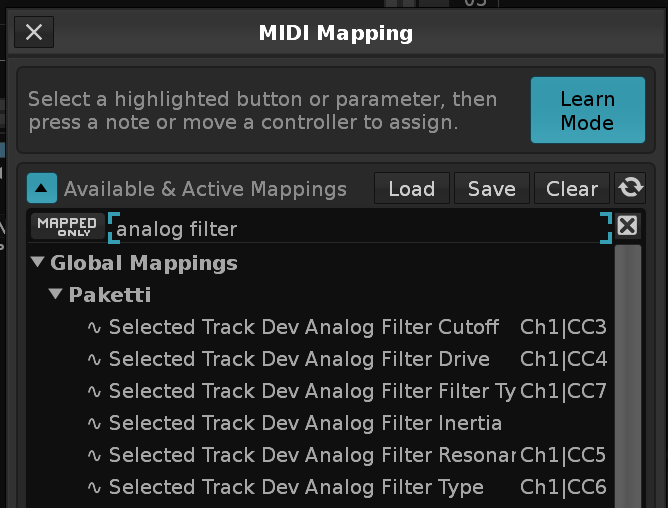 MIDI Mapping
Select a highlighted button or parameter, then
press a note or move a controller to assign.
Learn
Mode
Available & Active Mappings
Load
Save
Clear
MAPPED
ONLY
analog filter
Global Mappings
Paketti
Selected Track Dev Analog Filter Cutoff Ch1|CC3
Selected Track Dev Analog Filter Drive Ch1|CC4
Selected Track Dev Analog Filter Filter Ty Ch1|CC7
Selected Track Dev Analog Filter Inertia
Selected Track Dev Analog Filter Resonar Ch1|CC5
Selected Track Dev Analog Filter Type Ch1|CC6